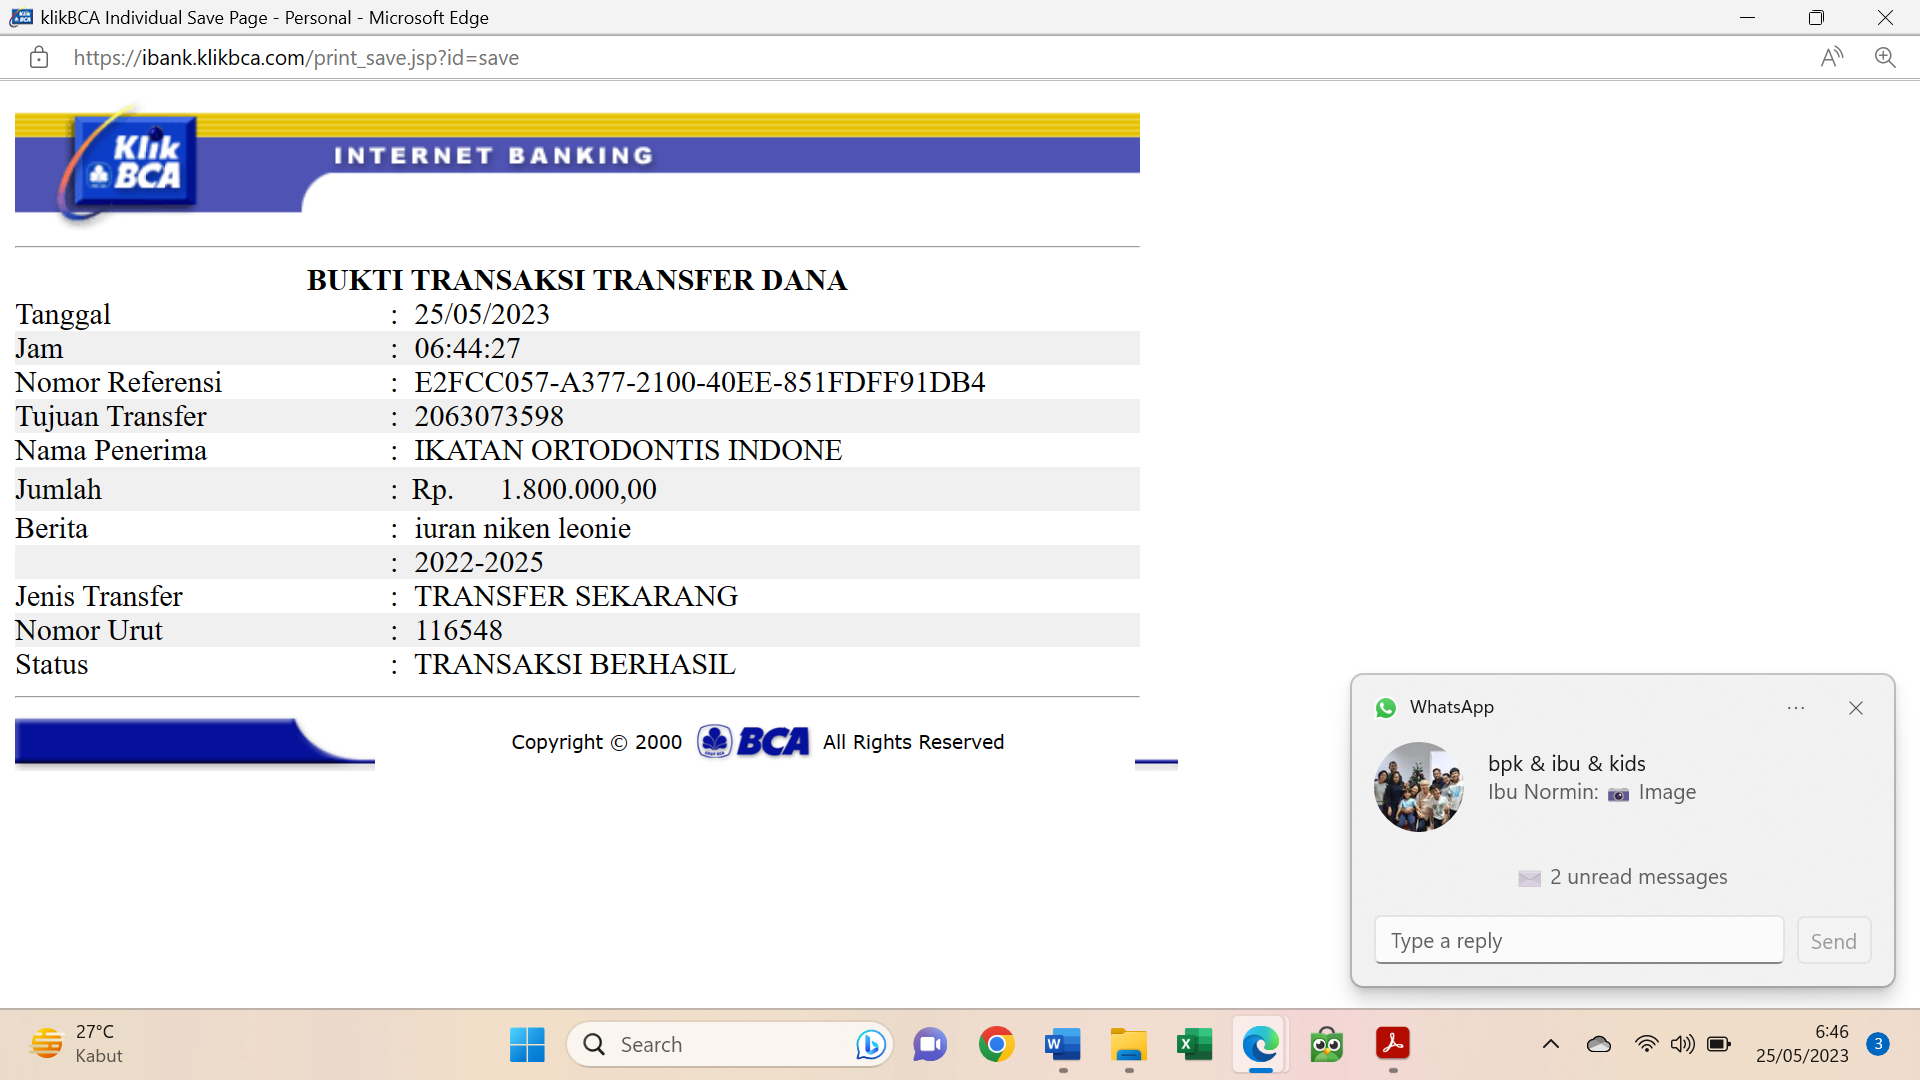 klikBCA Individual Save Page - Personal - Microsoft Edge
https://ibank.klikbca.com/print_save.jsp?id=save
Klik BCA
INTERNET BANKING
BUKTI TRANSAKSI TRANSFER DANA
Tanggal : 25/05/2023
Jam : 06:44:27
Nomor Referensi : E2FCC057-A377-2100-40EE-851FDFF91DB4
Tujuan Transfer : 2063073598
Nama Penerima : IKATAN ORTODONTIS INDONE
Jumlah : Rp. 1.800.000,00
Berita : iuran niken leonie
: 2022-2025
Jenis Transfer : TRANSFER SEKARANG
Nomor Urut : 116548
Status : TRANSAKSI BERHASIL
Copyright © 2000 BCA All Rights Reserved
WhatsApp
bpk & ibu & kids
Ibu Normin: 📷 Image
2 unread messages
Type a reply
Send
27°C
Kabut
Search
6:46
25/05/2023
3